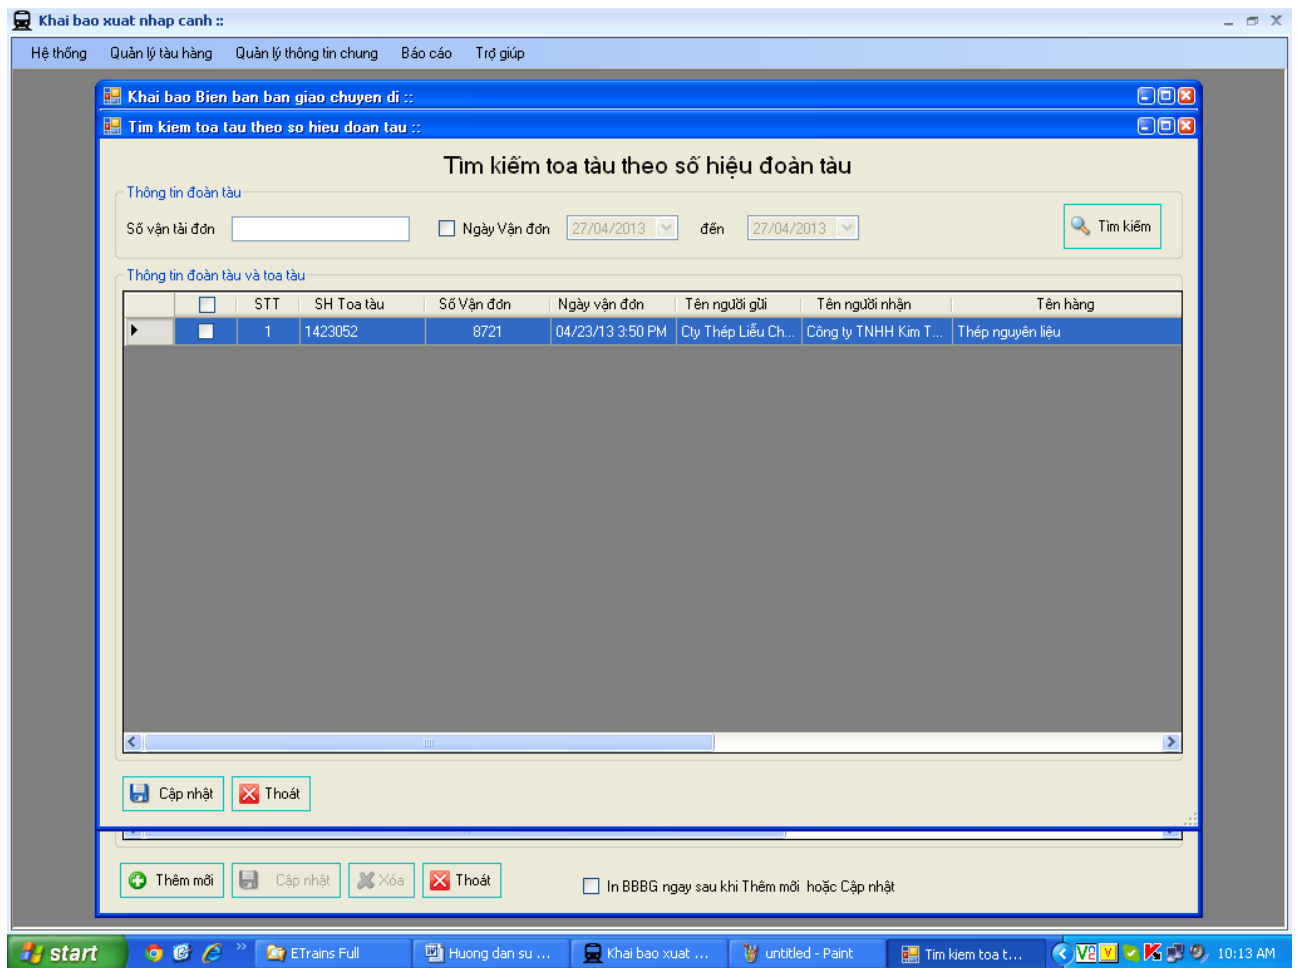 Khai bao xuat nhap canh ::
Hệ thống Quản lý tàu hàng Quản lý thông tin chung Báo cáo Trợ giúp
Khai bao Bien ban ban giao chuyen di ::
Tim kiem toa tau theo so hieu doan tau ::
Tìm kiếm toa tàu theo số hiệu đoàn tàu
Thông tin đoàn tàu
Số vận tải đơn Ngày Vận đơn 27/04/2013 đến 27/04/2013 Tìm kiếm
Thông tin đoàn tàu và toa tàu
STT SH Toa tàu Số Vận đơn Ngày vận đơn Tên người gửi Tên người nhận Tên hàng
1 1423052 8721 04/23/13 3:50 PM Cty Thép Liễu Ch... Công ty TNHH Kim T... Thép nguyên liệu
Cập nhật Thoát
Thêm mới Cập nhật Xóa Thoát In BBBG ngay sau khi Thêm mới hoặc Cập nhật
start ETrains Full Huong dan su ... Khai bao xuat ... untitled - Paint Tim kiem toa t... 10:13 AM